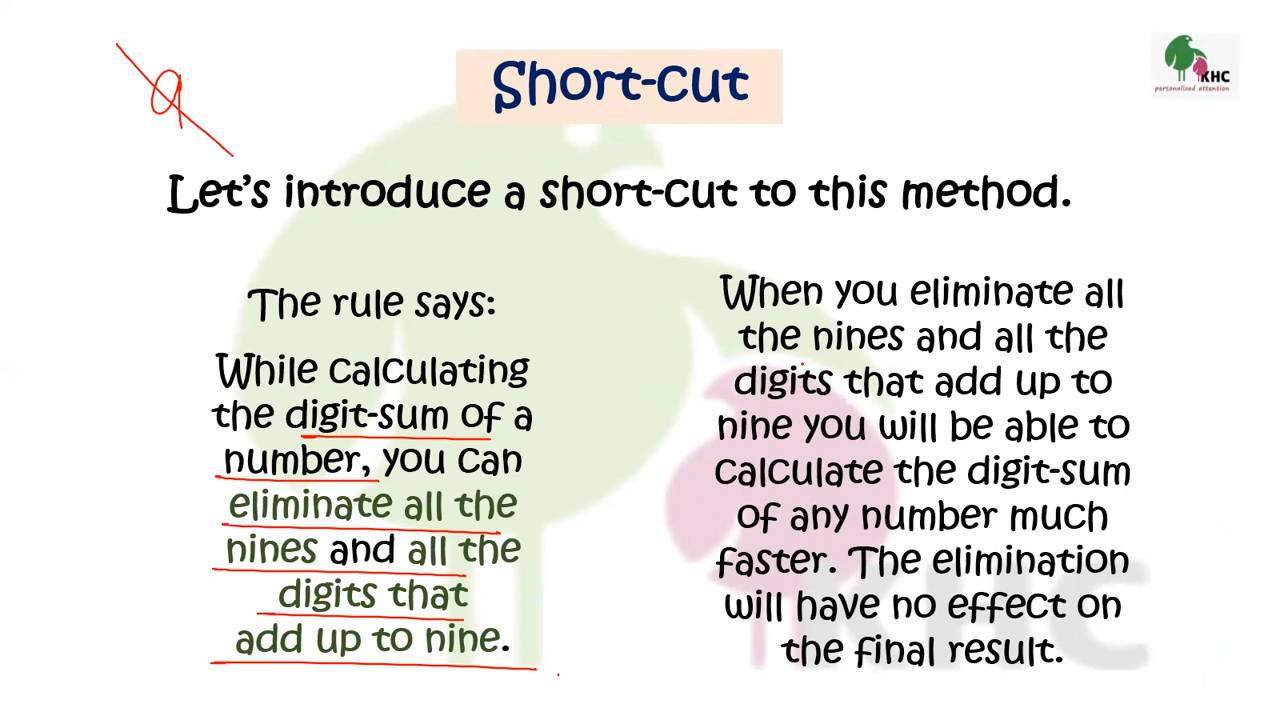 9
Short-cut
KHC
personalized attention
Let's introduce a short-cut to this method.
The rule says:
While calculating
the digit-sum of a
number, you can
eliminate all the
nines and all the
digits that
add up to nine.
When you eliminate all
the nines and all the
digits that add up to
nine you will be able to
calculate the digit-sum
of any number much
faster. The elimination
will have no effect on
the final result.
KHC